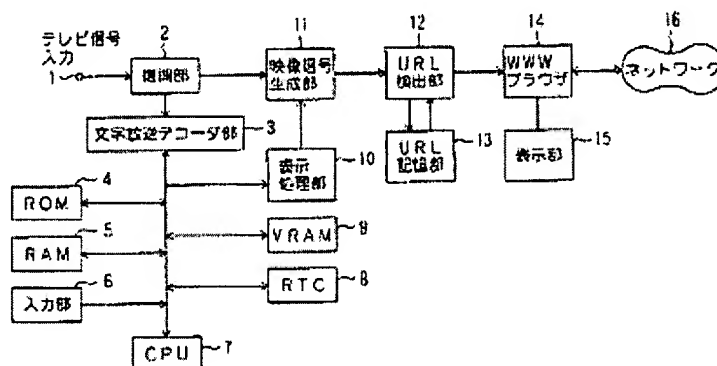 テレビ信号
入力
1
2
復調部
11
映像信号
生成部
12
URL
検出部
14
WWW
ブラウザ
16
ネットワーク
文字放送デコーダ部
3
表示
処理部
10
URL
記憶部
13
表示部
15
4
ROM
VRAM
9
5
RAM
RTC
8
6
入力部
CPU
7